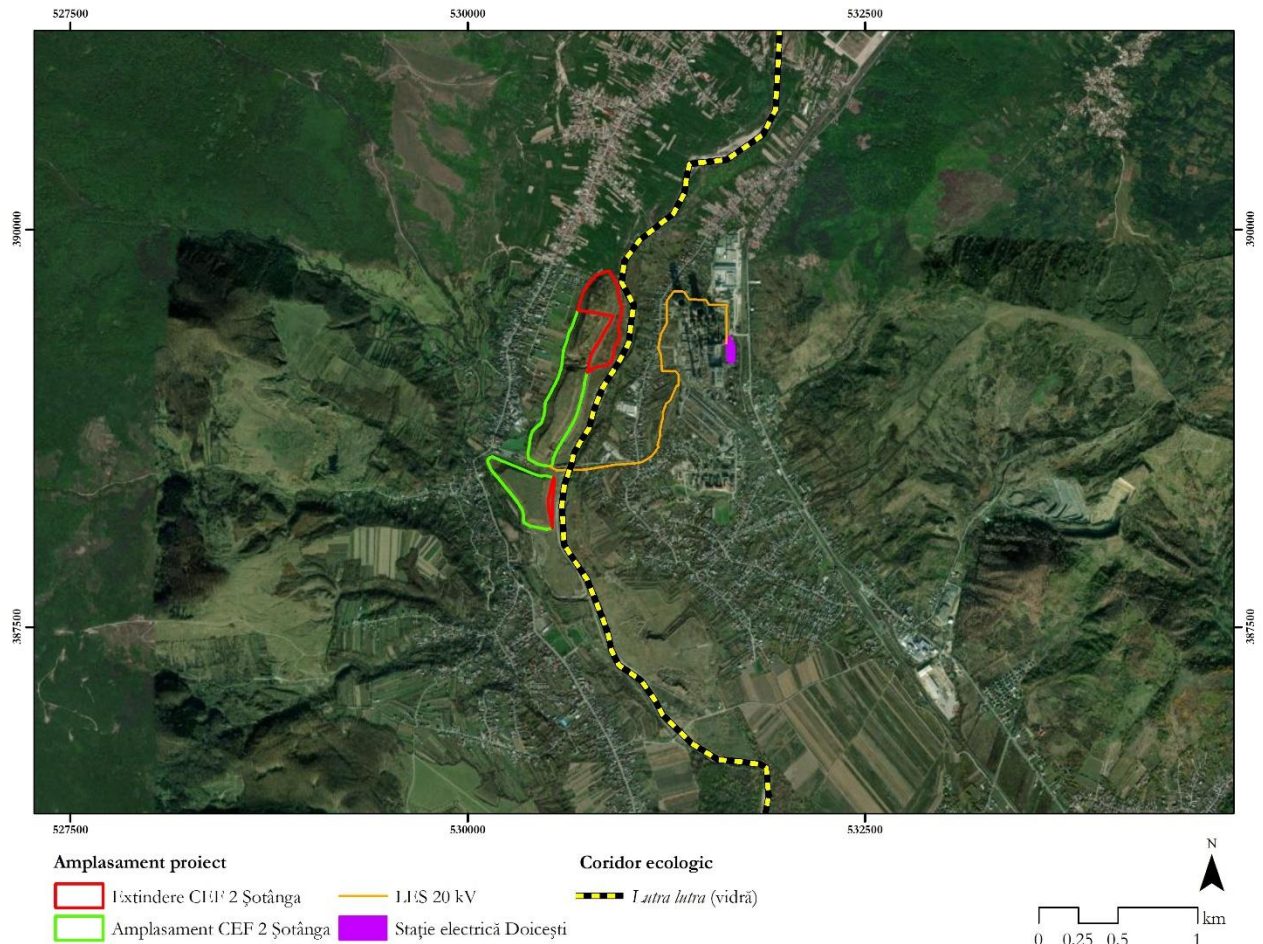 527500 530000 532500
390000 390000
387500 387500
527500 530000 532500
Amplasament proiect
Extindere CEF 2 Șotânga
Amplasament CEF 2 Șotânga
LES 20 kV
Stație electrică Doicești
Coridor ecologic
Lutra lutra (vidră)
N
km
0 0.25 0.5 1